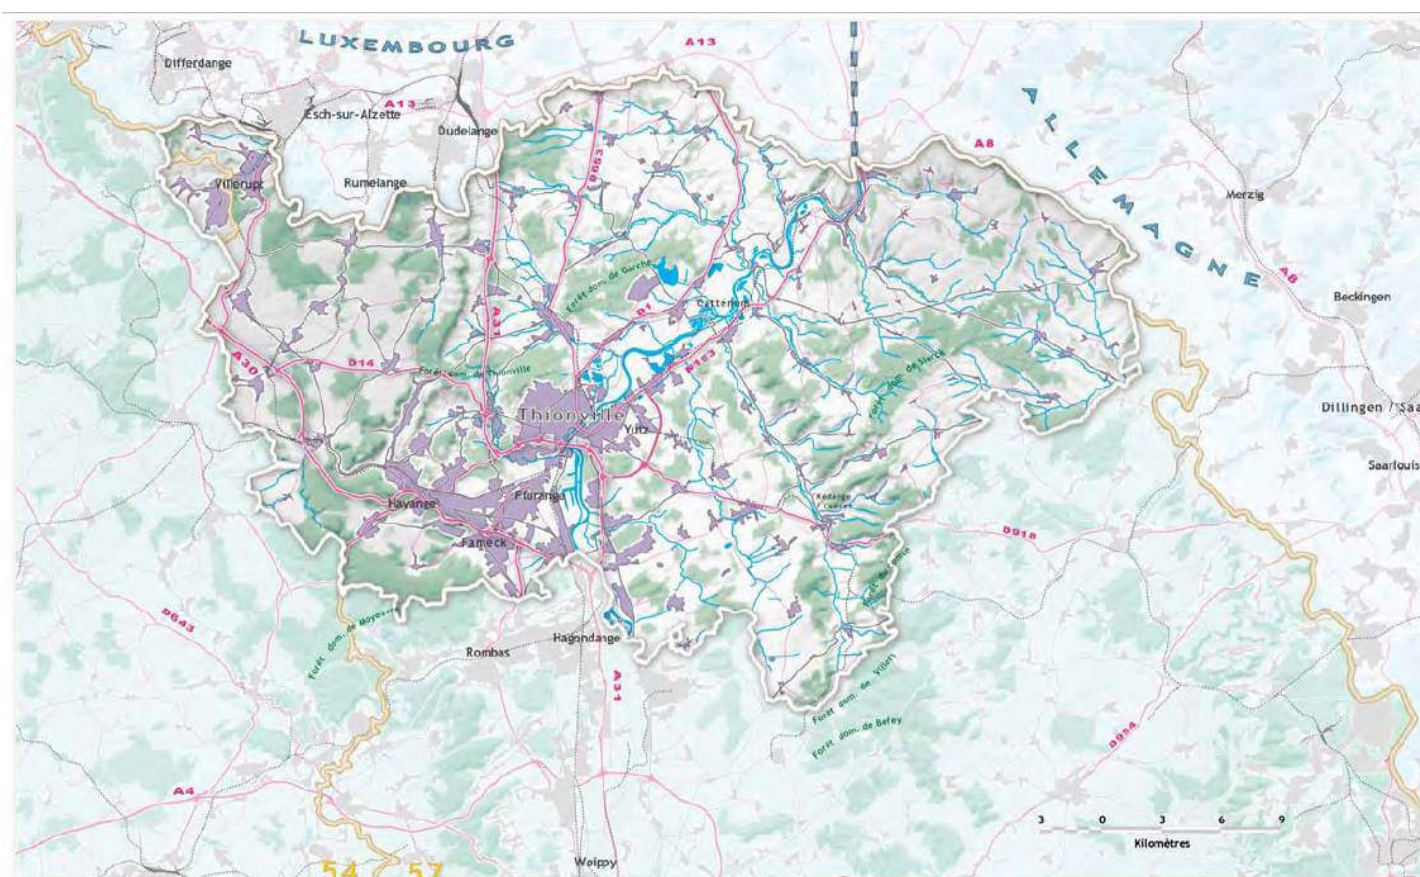 LUXEMBOURG
A13
Differdange
A13
Esch-sur-Alzette
Dudelange
ALLEMAGNE
A8
D653
Villerupt
Rumelange
Merzig
Forêt dom. de Garche
A8
Beckingen
Cattenom
D1
A31
N153
A30
D14
Forêt dom. de Thionville
Forêt dom. de Sierck
Thionville
Yutz
Dillingen / Saa
Saarlouis
Florange
Hayange
Kedange
Canner
Fameck
D918
D643
Forêt dom. de Moyeuvre
Hagondange
Rombas
Forêt dom. de Villers
A31
Forêt dom. de Befey
D954
A4
3 0 3 6 9
Kilomètres
Woippy
54 57